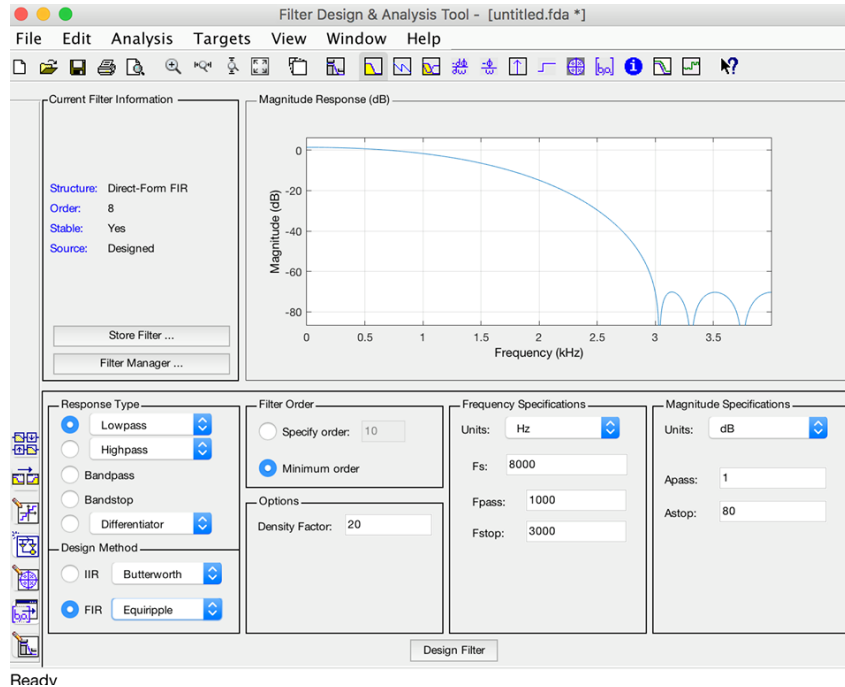 Filter Design & Analysis Tool - [untitled.fda *]
File Edit Analysis Targets View Window Help
Current Filter Information
Structure: Direct-Form FIR
Order: 8
Stable: Yes
Source: Designed
Store Filter ...
Filter Manager ...
Magnitude Response (dB)
Magnitude (dB)
0
-20
-40
-60
-80
0 0.5 1 1.5 2 2.5 3 3.5
Frequency (kHz)
Response Type
Lowpass
Highpass
Bandpass
Bandstop
Differentiator
Design Method
IIR Butterworth
FIR Equiripple
Filter Order
Specify order: 10
Minimum order
Options
Density Factor: 20
Frequency Specifications
Units: Hz
Fs: 8000
Fpass: 1000
Fstop: 3000
Magnitude Specifications
Units: dB
Apass: 1
Astop: 80
Design Filter
Ready